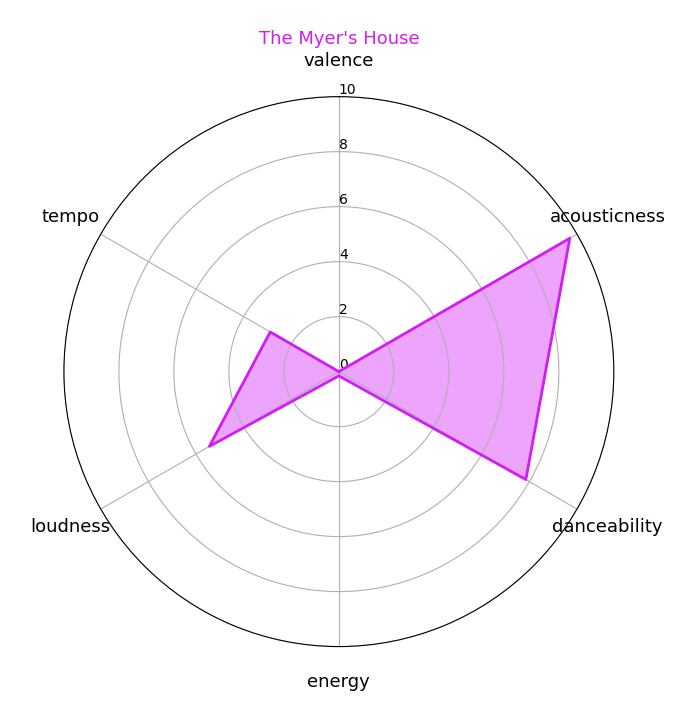 The Myer's House
valence
10
8
tempo
6
acousticness
4
2
0
loudness
danceability
energy